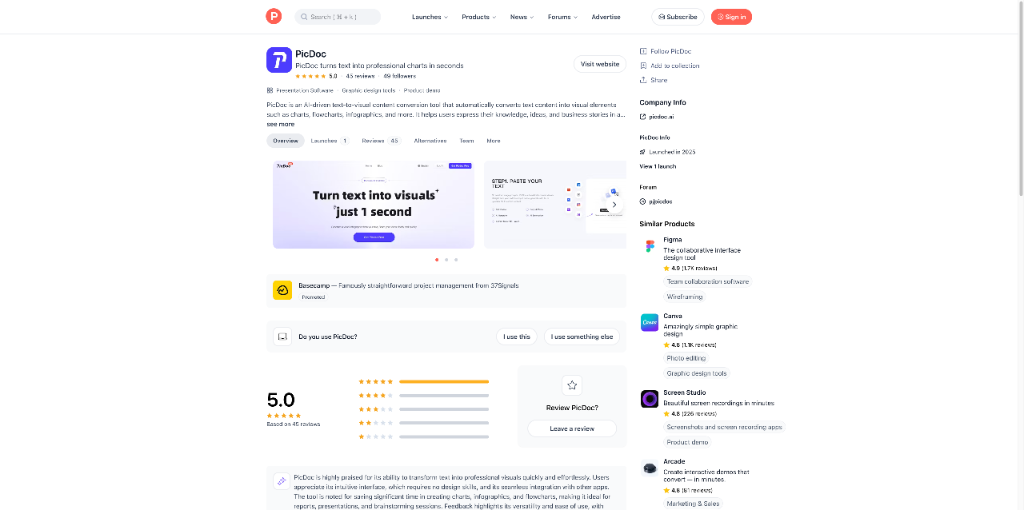 P
Search ( ⌘ + k )
Launches
Products
News
Forums
Advertise
Subscribe
Sign in
PicDoc
PicDoc turns text into professional charts in seconds
5.0 · 45 reviews · 49 followers
Visit website
Presentation Software · Graphic design tools · Product demo
PicDoc is an AI-driven text-to-visual content conversion tool that automatically converts text content into visual elements
such as charts, flowcharts, infographics, and more. It helps users express their knowledge, ideas, and business stories in a...
see more
Overview
Launches 1
Reviews 45
Alternatives
Team
More
Turn text into visuals
just 1 second
STEP1. PASTE YOUR
TEXT
Basecamp — Famously straightforward project management from 37Signals
Promoted
Do you use PicDoc?
I use this
I use something else
5.0
Based on 45 reviews
Review PicDoc?
Leave a review
PicDoc is highly praised for its ability to transform text into professional visuals quickly and effortlessly. Users
appreciate its intuitive interface, which requires no design skills, and its seamless integration with other apps.
The tool is noted for saving significant time in creating charts, infographics, and flowcharts, making it ideal for
reports, presentations, and brainstorming sessions. Feedback highlights its versatility and ease of use, with
Follow PicDoc
Add to collection
Share
Company Info
picdoc.ai
PicDoc Info
Launched in 2025
View 1 launch
Forum
p/picdoc
Similar Products
Figma
The collaborative interface
design tool
4.9 (1.7K reviews)
Team collaboration software
Wireframing
Canva
Amazingly simple graphic
design
4.8 (1.1K reviews)
Photo editing
Graphic design tools
Screen Studio
Beautiful screen recordings in minutes
4.8 (226 reviews)
Screenshots and screen recording apps
Product demo
Arcade
Create interactive demos that
convert — in minutes
Marketing & Sales